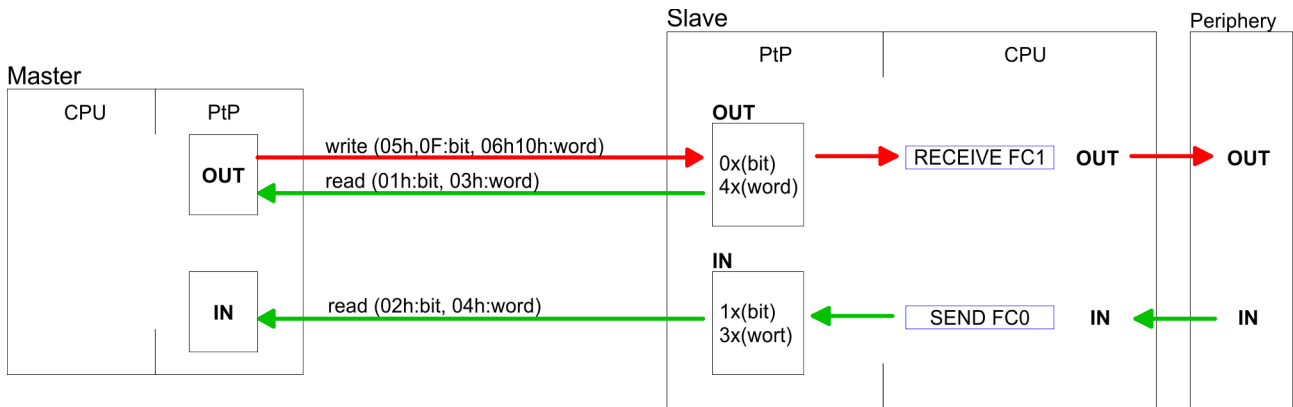 Slave
Periphery
PtP
CPU
Master
CPU
PtP
OUT
OUT
write (05h,0F:bit, 06h10h:word)
read (01h:bit, 03h:word)
0x(bit)
4x(word)
RECEIVE FC1
OUT
OUT
IN
IN
read (02h:bit, 04h:word)
1x(bit)
3x(wort)
SEND FC0
IN
IN